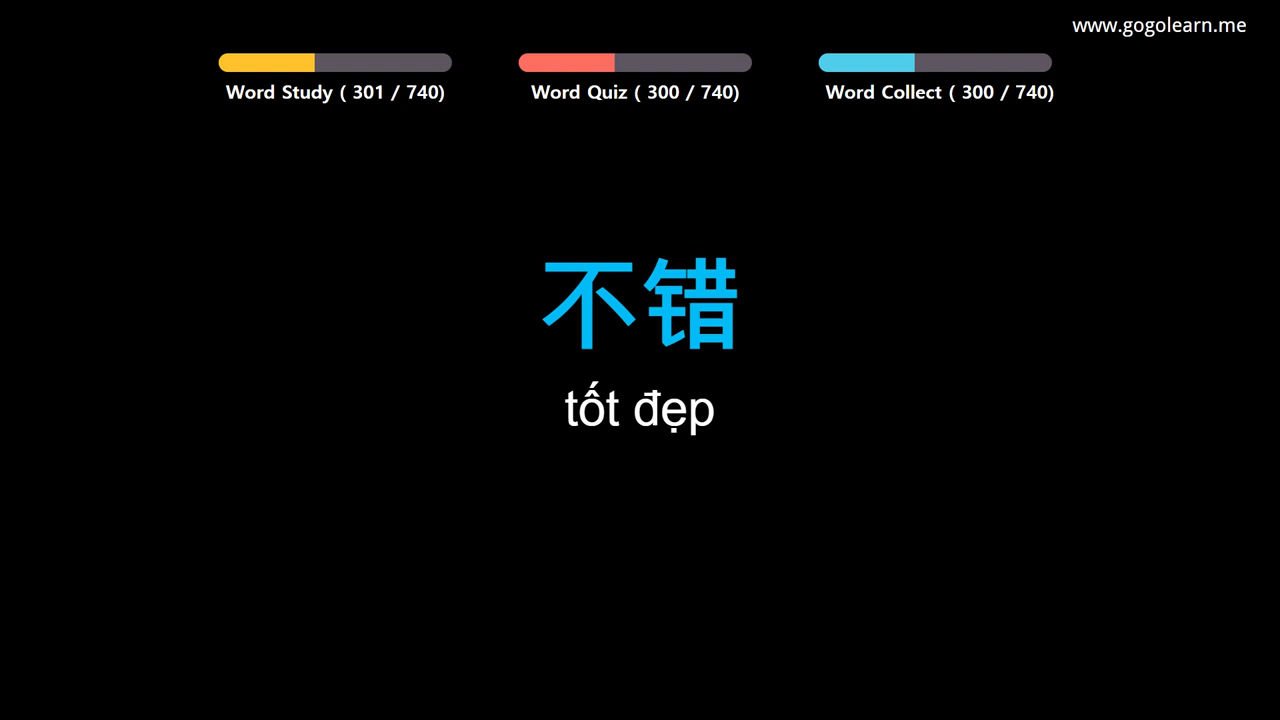 www.gogolearn.me
Word Study ( 301 / 740)
Word Quiz ( 300 / 740)
Word Collect ( 300 / 740)
不错
tốt đẹp